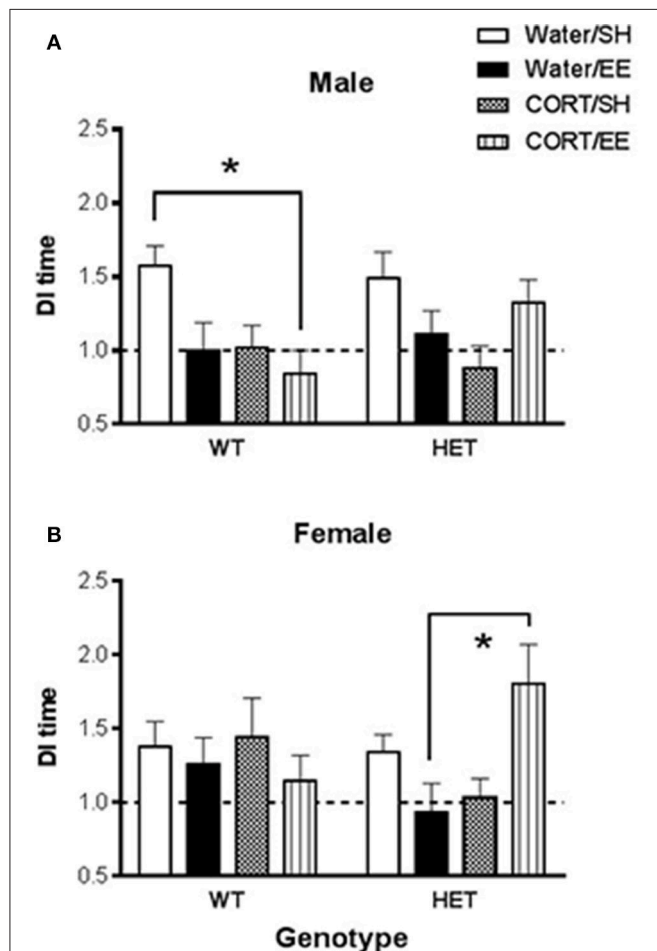 A
Male
Water/SH
Water/EE
CORT/SH
CORT/EE
2.5
2.0
1.5
1.0
0.5
DI time
*
WT HET
B
Female
2.5
2.0
1.5
1.0
0.5
DI time
*
WT HET
Genotype